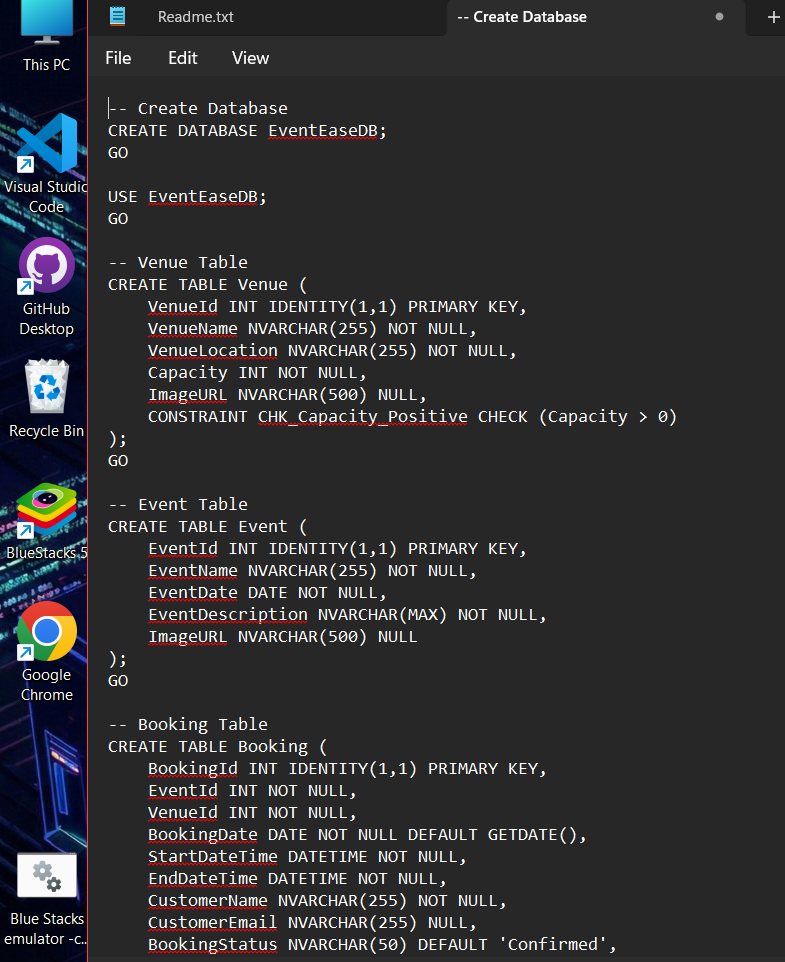 This PC
Visual Studio
Code
GitHub
Desktop
Recycle Bin
BlueStacks 5
Google
Chrome
Blue Stacks
emulator -c...
Readme.txt
-- Create Database
File Edit View
-- Create Database
CREATE DATABASE EventEaseDB;
GO
USE EventEaseDB;
GO
-- Venue Table
CREATE TABLE Venue (
VenueId INT IDENTITY(1,1) PRIMARY KEY,
VenueName NVARCHAR(255) NOT NULL,
VenueLocation NVARCHAR(255) NOT NULL,
Capacity INT NOT NULL,
ImageURL NVARCHAR(500) NULL,
CONSTRAINT CHK_Capacity_Positive CHECK (Capacity > 0)
);
GO
-- Event Table
CREATE TABLE Event (
EventId INT IDENTITY(1,1) PRIMARY KEY,
EventName NVARCHAR(255) NOT NULL,
EventDate DATE NOT NULL,
EventDescription NVARCHAR(MAX) NOT NULL,
ImageURL NVARCHAR(500) NULL
);
GO
-- Booking Table
CREATE TABLE Booking (
BookingId INT IDENTITY(1,1) PRIMARY KEY,
EventId INT NOT NULL,
VenueId INT NOT NULL,
BookingDate DATE NOT NULL DEFAULT GETDATE(),
StartDateTime DATETIME NOT NULL,
EndDateTime DATETIME NOT NULL,
CustomerName NVARCHAR(255) NOT NULL,
CustomerEmail NVARCHAR(255) NULL,
BookingStatus NVARCHAR(50) DEFAULT 'Confirmed',